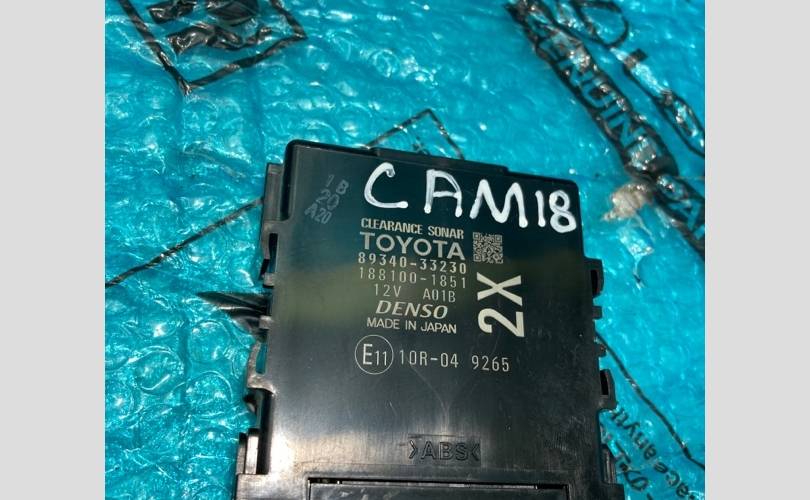 CAM18
1 B
20
A20
CLEARANCE SONAR
TOYOTA
89340-33230
188100-1851
12V A01B
DENSO
MADE IN JAPAN
2X
E11 10R-04 9265
>ABS<